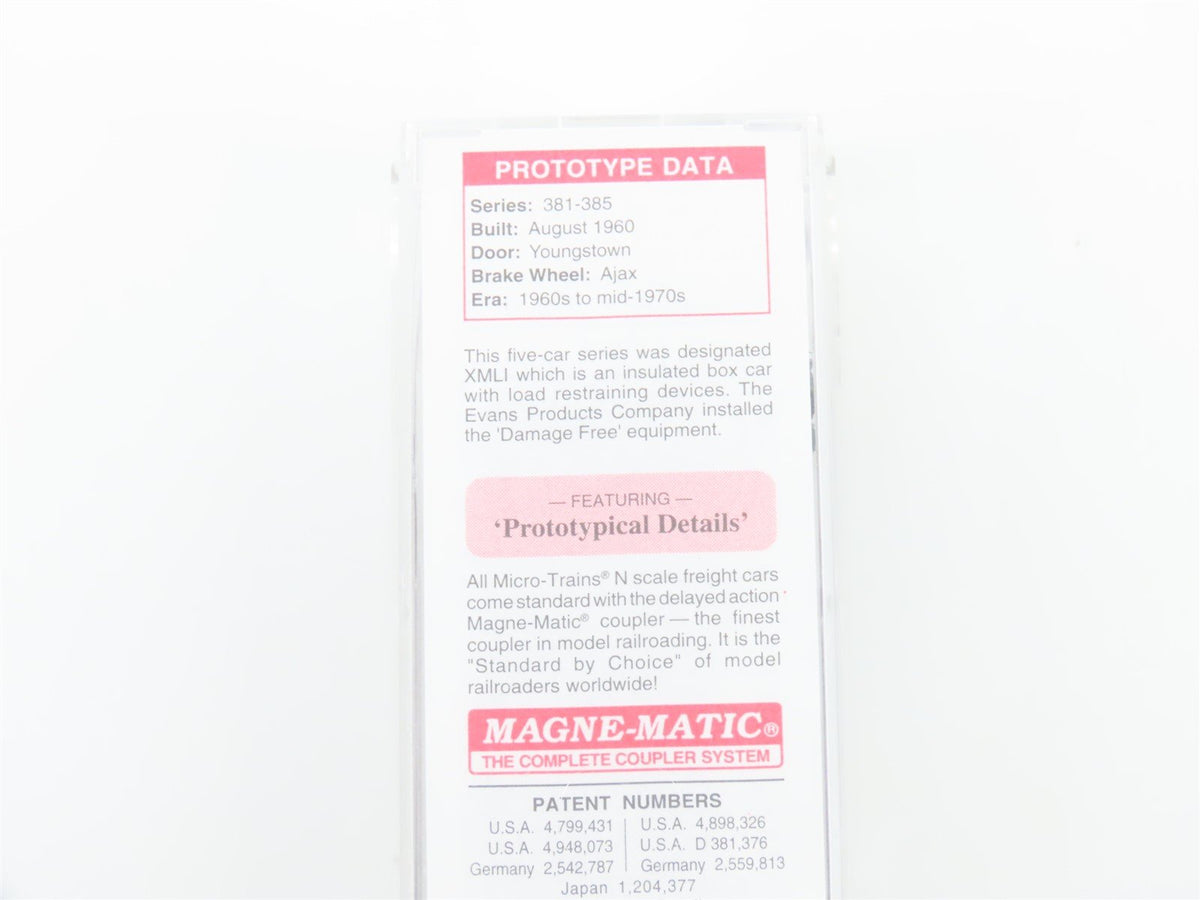 PROTOTYPE DATA
Series: 381-385
Built: August 1960
Door: Youngstown
Brake Wheel: Ajax
Era: 1960s to mid-1970s
This five-car series was designated
XMLI which is an insulated box car
with load restraining devices. The
Evans Products Company installed
the 'Damage Free' equipment.
— FEATURING —
‘Prototypical Details’
All Micro-Trains® N scale freight cars
come standard with the delayed action
Magne-Matic® coupler — the finest
coupler in model railroading. It is the
"Standard by Choice" of model
railroaders worldwide!
MAGNE-MATIC®
THE COMPLETE COUPLER SYSTEM
PATENT NUMBERS
U.S.A. 4,799,431 | U.S.A. 4,898,326
U.S.A. 4,948,073 | U.S.A. D 381,376
Germany 2,542,787 | Germany 2,559,813
Japan 1,204,377